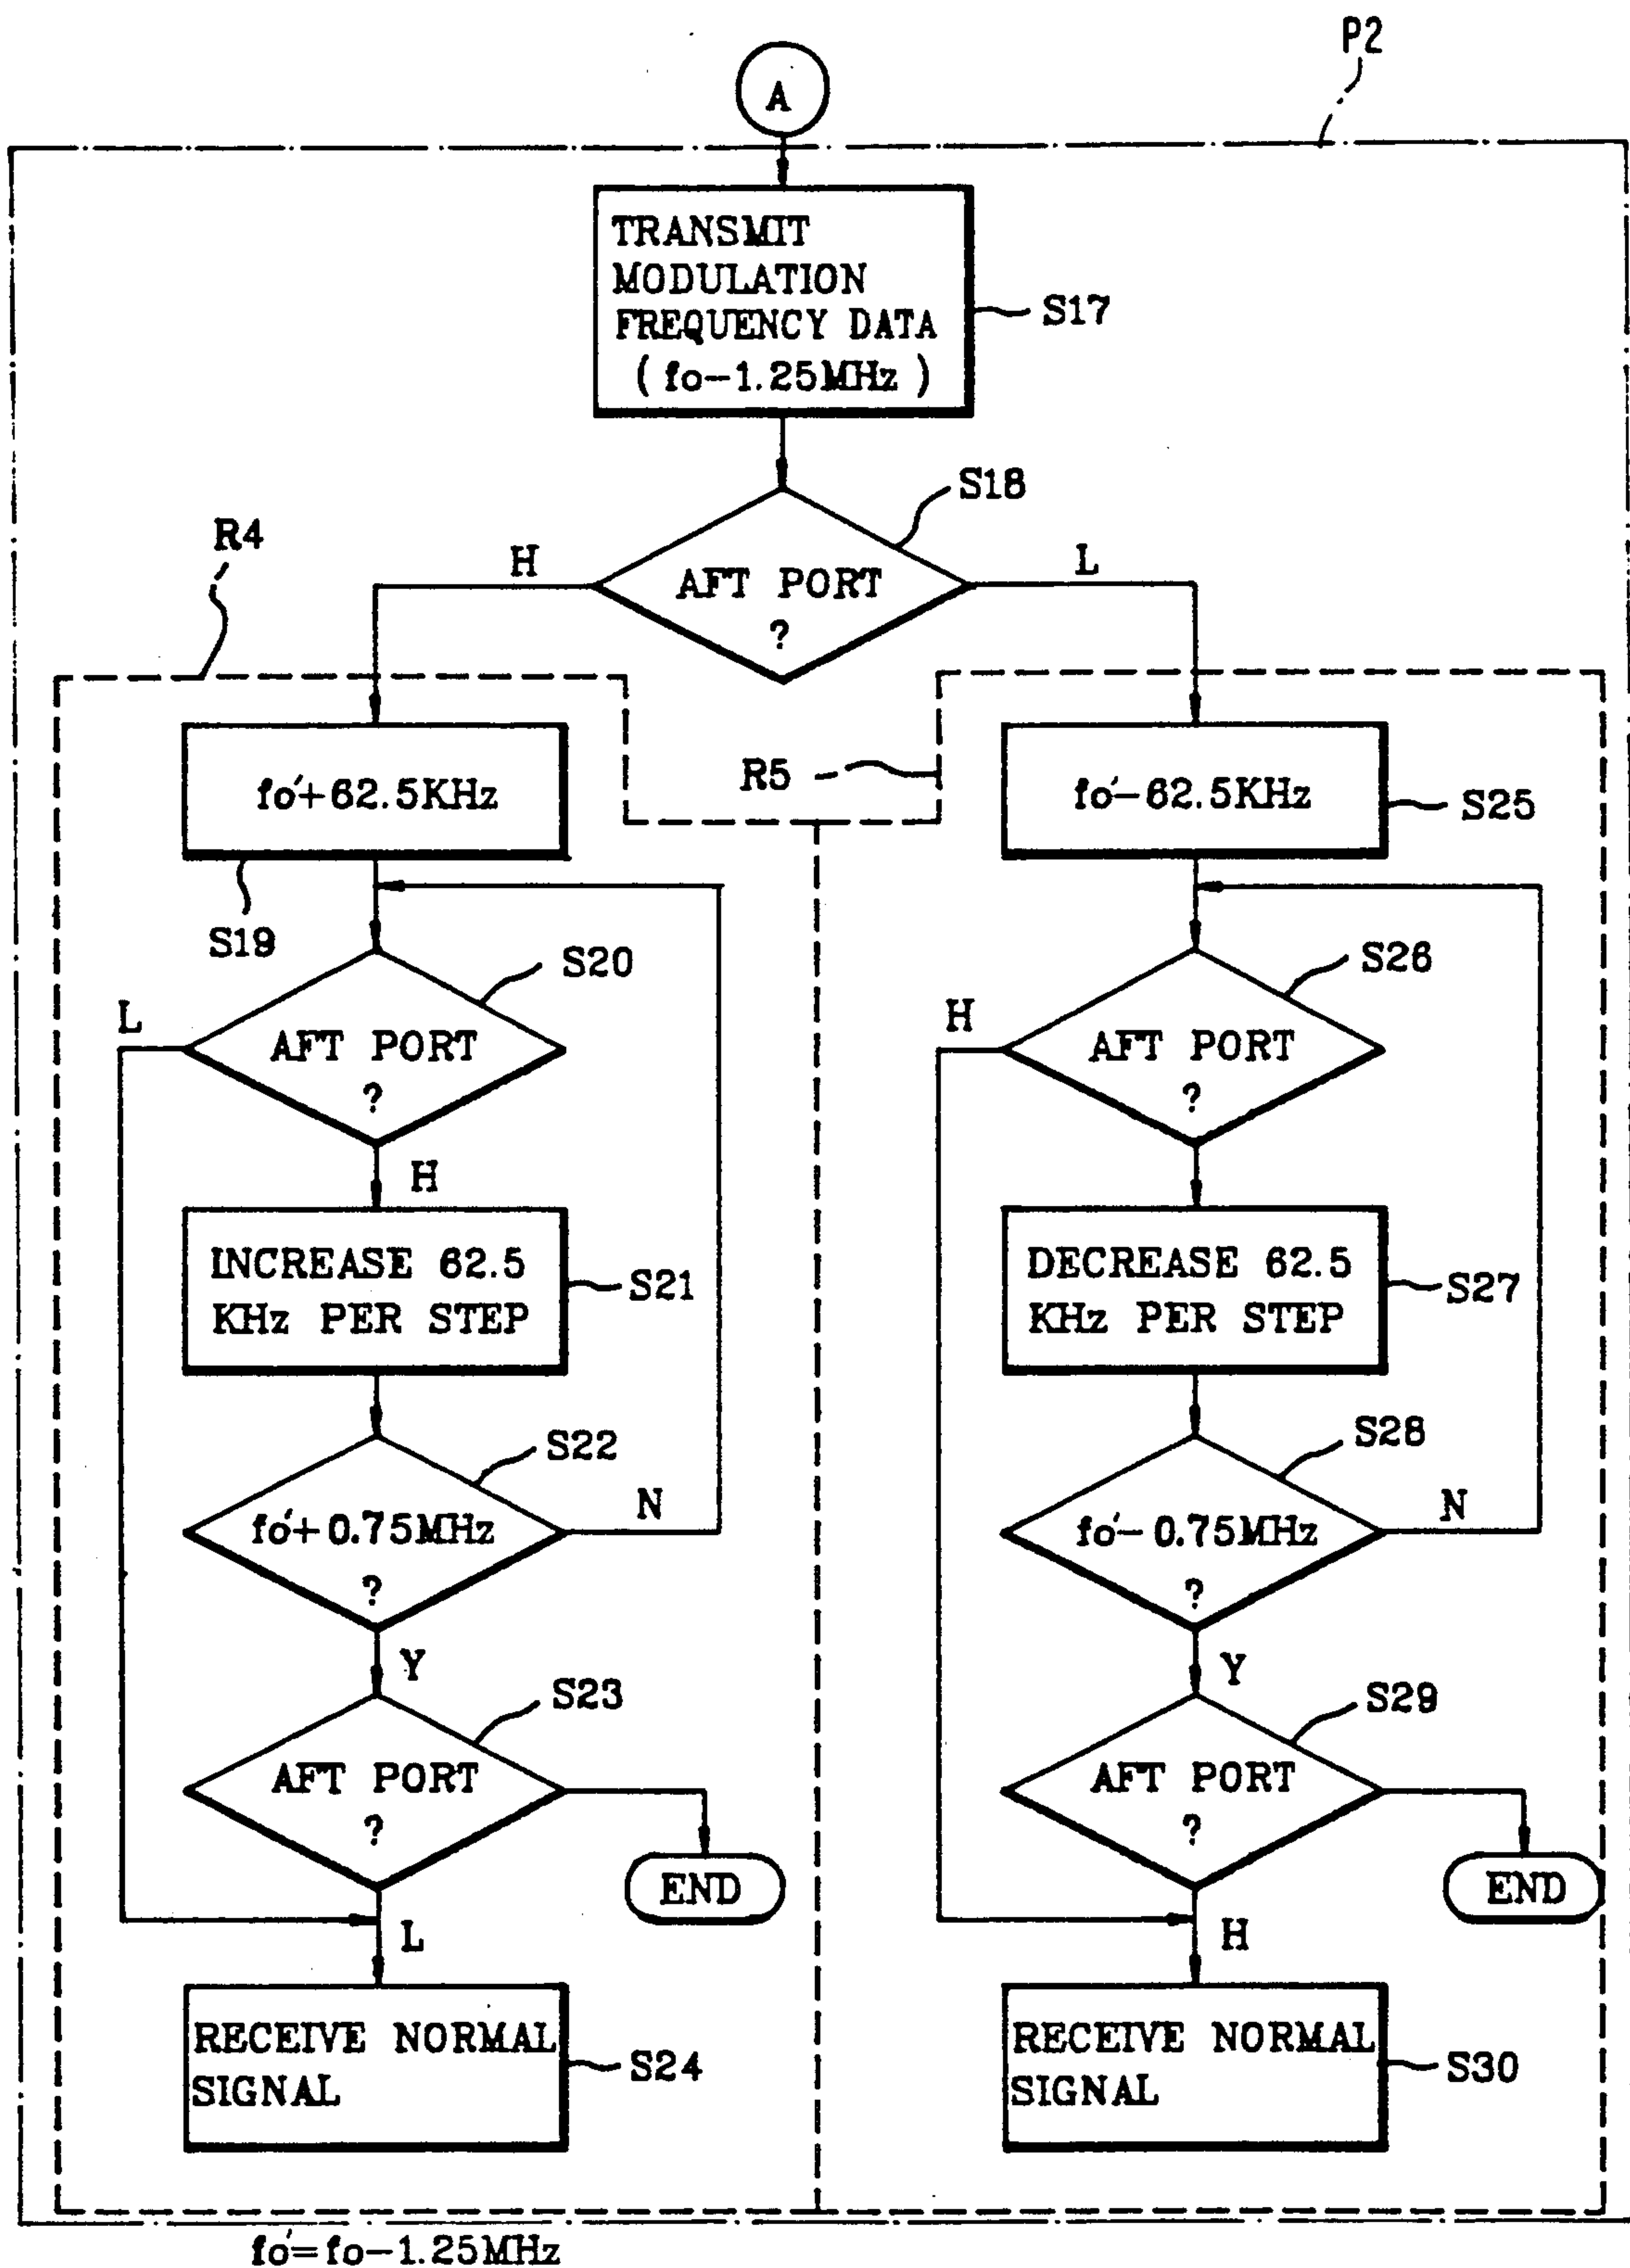 P2
A
TRANSMIT
MODULATION
FREQUENCY DATA
( fo-1.25MHz )
S17
S18
R4
H
L
AFT PORT
?
R5
fo'+62.5KHz
fo'-62.5KHz
S25
S19
S20
S26
L
H
AFT PORT
?
AFT PORT
?
H
INCREASE 62.5
KHz PER STEP
S21
DECREASE 62.5
KHz PER STEP
S27
S22
S28
fo'+0.75MHz
?
N
fo'-0.75MHz
?
N
Y
Y
S23
S29
AFT PORT
?
AFT PORT
?
END
END
L
H
RECEIVE NORMAL
SIGNAL
S24
RECEIVE NORMAL
SIGNAL
S30
fo'=fo-1.25MHz